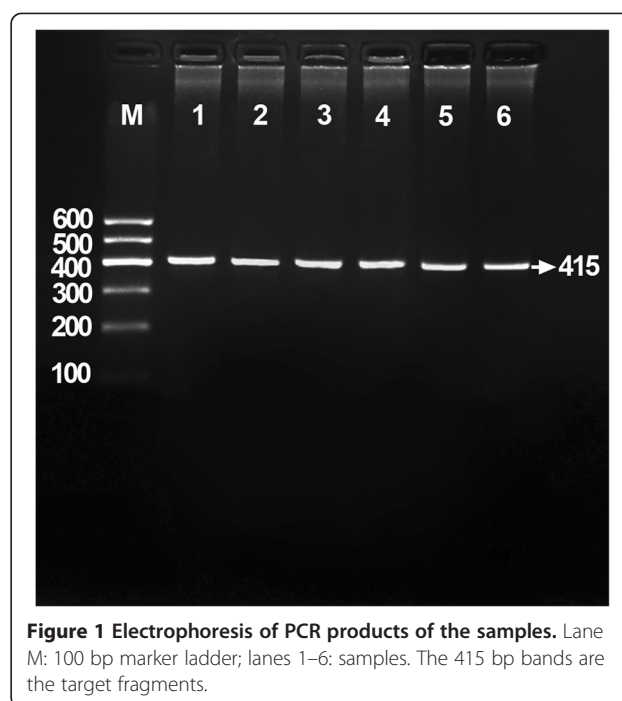 M 1 2 3 4 5 6
600
500
400
→415
300
200
100
Figure 1 Electrophoresis of PCR products of the samples. Lane
M: 100 bp marker ladder; lanes 1–6: samples. The 415 bp bands are
the target fragments.